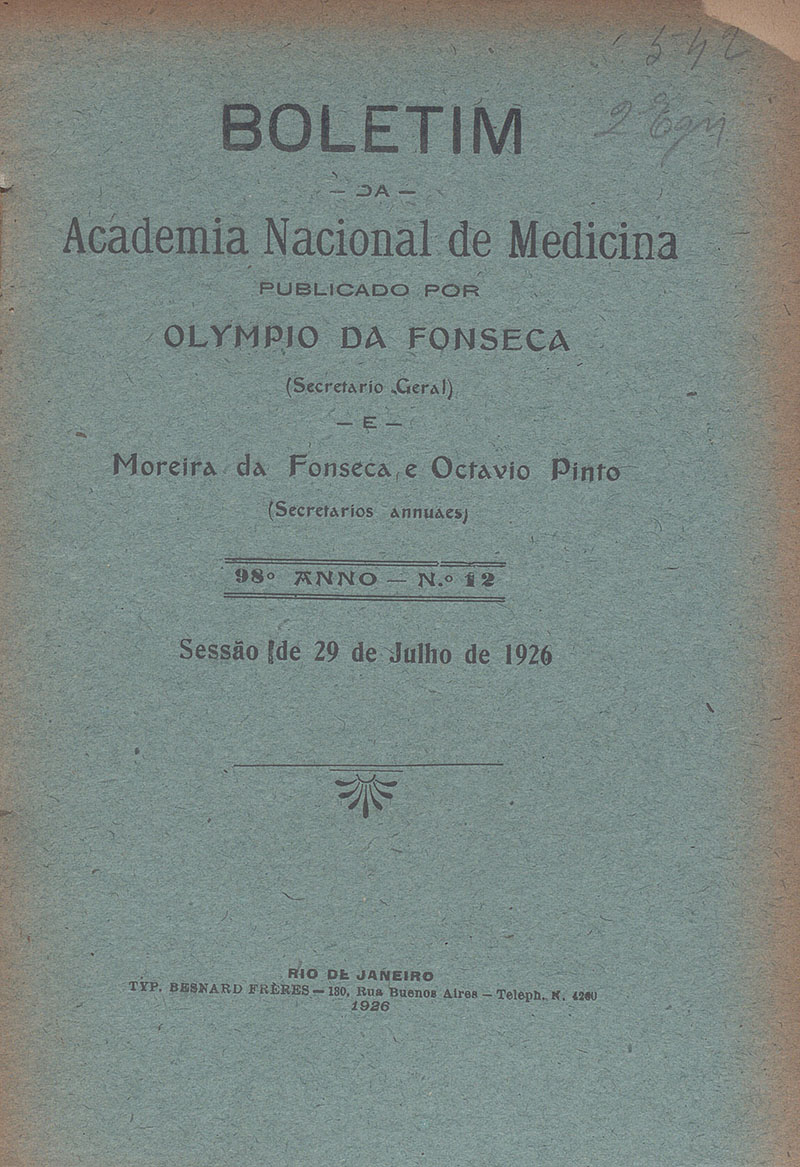 542
BOLETIM
— DA —
Academia Nacional de Medicina
PUBLICADO POR
OLYMPIO DA FONSECA
(Secretario Geral)
— E —
Moreira da Fonseca e Octavio Pinto
(Secretarios annuaes)
98º ANNO — N.º 12
Sessão de 29 de Julho de 1926
RIO DE JANEIRO
TYP. BESNARD FRÈRES — 130, Rua Buenos Aires — Teleph. N. 4260
1926